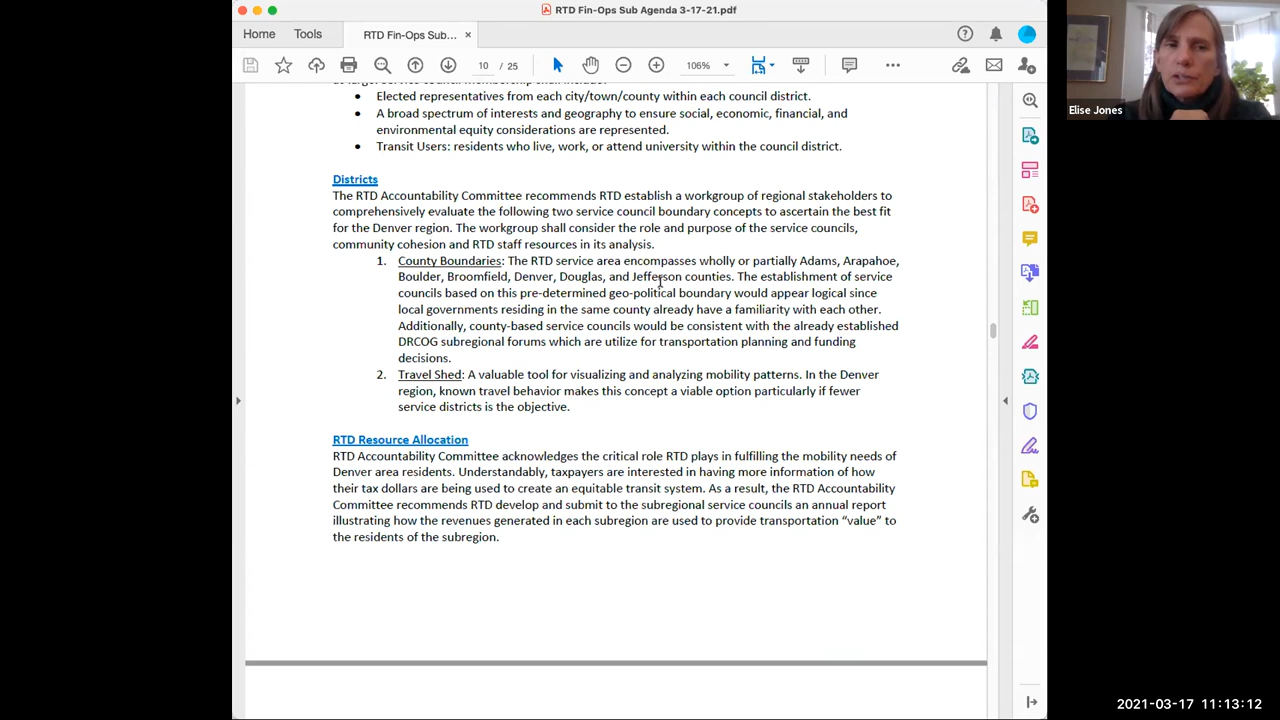 RTD Fin-Ops Sub Agenda 3-17-21.pdf
Home
Tools
RTD Fin-Ops Sub...
10 / 25
106%
Elise Jones
• Elected representatives from each city/town/county within each council district.
• A broad spectrum of interests and geography to ensure social, economic, financial, and
environmental equity considerations are represented.
• Transit Users: residents who live, work, or attend university within the council district.
Districts
The RTD Accountability Committee recommends RTD establish a workgroup of regional stakeholders to
comprehensively evaluate the following two service council boundary concepts to ascertain the best fit
for the Denver region. The workgroup shall consider the role and purpose of the service councils,
community cohesion and RTD staff resources in its analysis.
1. County Boundaries: The RTD service area encompasses wholly or partially Adams, Arapahoe,
Boulder, Broomfield, Denver, Douglas, and Jefferson counties. The establishment of service
councils based on this pre-determined geo-political boundary would appear logical since
local governments residing in the same county already have a familiarity with each other.
Additionally, county-based service councils would be consistent with the already established
DRCOG subregional forums which are utilize for transportation planning and funding
decisions.
2. Travel Shed: A valuable tool for visualizing and analyzing mobility patterns. In the Denver
region, known travel behavior makes this concept a viable option particularly if fewer
service districts is the objective.
RTD Resource Allocation
RTD Accountability Committee acknowledges the critical role RTD plays in fulfilling the mobility needs of
Denver area residents. Understandably, taxpayers are interested in having more information of how
their tax dollars are being used to create an equitable transit system. As a result, the RTD Accountability
Committee recommends RTD develop and submit to the subregional service councils an annual report
illustrating how the revenues generated in each subregion are used to provide transportation “value” to
the residents of the subregion.
2021-03-17 11:13:12